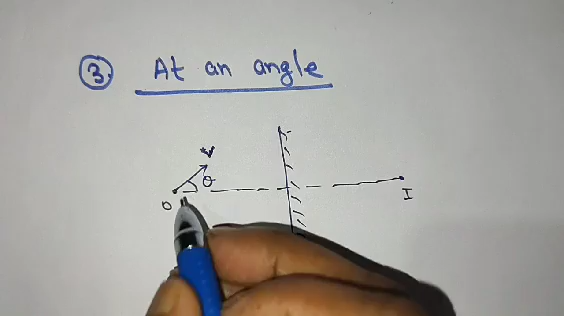 3. At an angle
V
θ
O
I